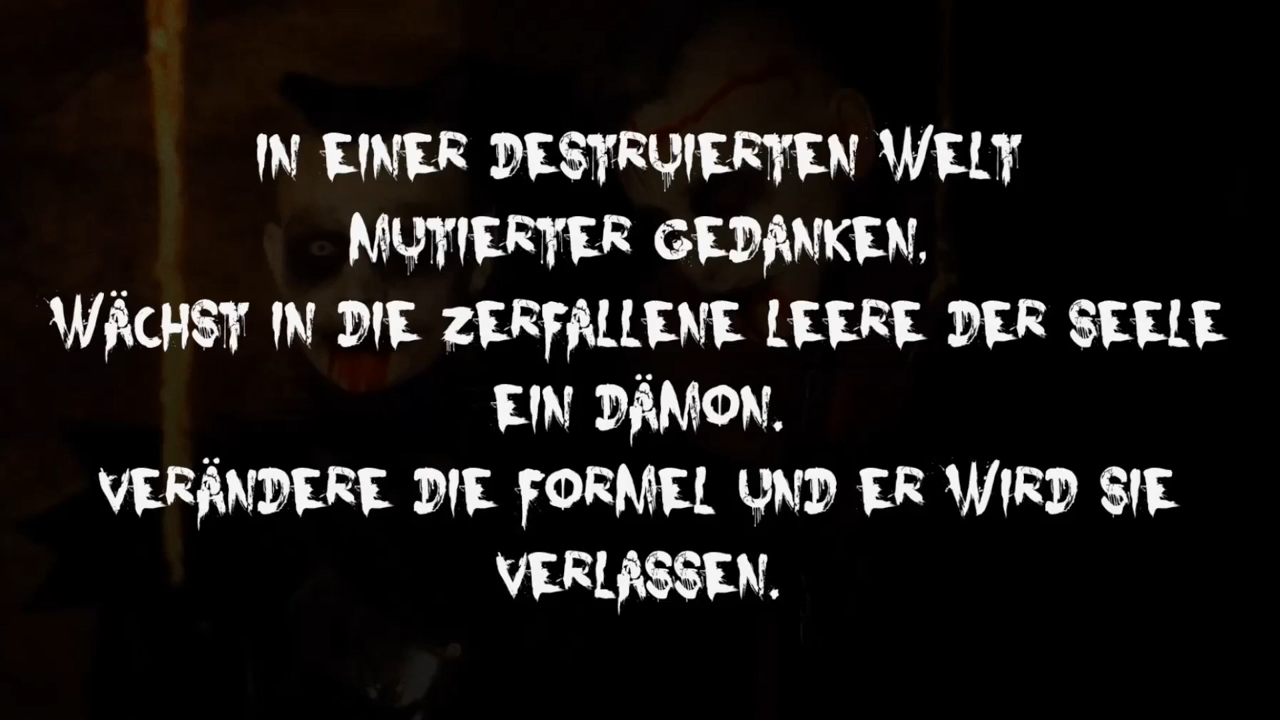 IN EINER DESTRUIERTEN WELT
MUTIERTER GEDANKEN,
WÄCHST IN DIE ZERFALLENE LEERE DER SEELE
EIN DÄMON.
VERÄNDERE DIE FORMEL UND ER WIRD SIE
VERLASSEN.